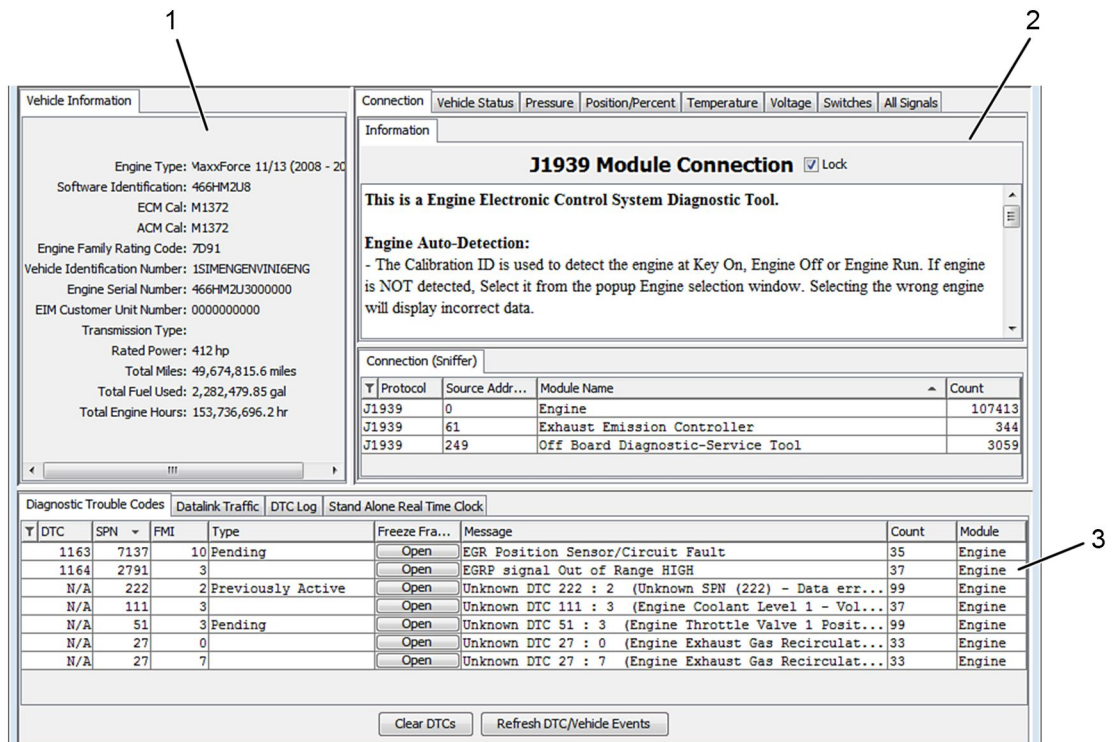 1
2
Vehicle Information
Engine Type: MaxxForce 11/13 (2008 - 20
Software Identification: 466HM2U8
ECM Cal: M1372
ACM Cal: M1372
Engine Family Rating Code: 7D91
Vehicle Identification Number: 1SIMENGENVINI6ENG
Engine Serial Number: 466HM2U3000000
EIM Customer Unit Number: 0000000000
Transmission Type:
Rated Power: 412 hp
Total Miles: 49,674,815.6 miles
Total Fuel Used: 2,282,479.85 gal
Total Engine Hours: 153,736,696.2 hr
Connection Vehicle Status Pressure Position/Percent Temperature Voltage Switches All Signals
Information
J1939 Module Connection Lock
This is a Engine Electronic Control System Diagnostic Tool.
Engine Auto-Detection:
- The Calibration ID is used to detect the engine at Key On, Engine Off or Engine Run. If engine
is NOT detected, Select it from the popup Engine selection window. Selecting the wrong engine
will display incorrect data.
Connection (Sniffer)
Protocol Source Addr... Module Name Count
J1939 0 Engine 107413
J1939 61 Exhaust Emission Controller 344
J1939 249 Off Board Diagnostic-Service Tool 3059
Diagnostic Trouble Codes Datalink Traffic DTC Log Stand Alone Real Time Clock
DTC SPN FMI Type Freeze Fra... Message Count Module
1163 7137 10 Pending Open EGR Position Sensor/Circuit Fault 35 Engine
1164 2791 3 Open EGRP signal Out of Range HIGH 37 Engine
N/A 222 2 Previously Active Open Unknown DTC 222 : 2 (Unknown SPN (222) - Data err... 99 Engine
N/A 111 3 Open Unknown DTC 111 : 3 (Engine Coolant Level 1 - Vol... 37 Engine
N/A 51 3 Pending Open Unknown DTC 51 : 3 (Engine Throttle Valve 1 Posit... 99 Engine
N/A 27 0 Open Unknown DTC 27 : 0 (Engine Exhaust Gas Recirculat... 33 Engine
N/A 27 7 Open Unknown DTC 27 : 7 (Engine Exhaust Gas Recirculat... 33 Engine
3
Clear DTCs Refresh DTC/Vehicle Events